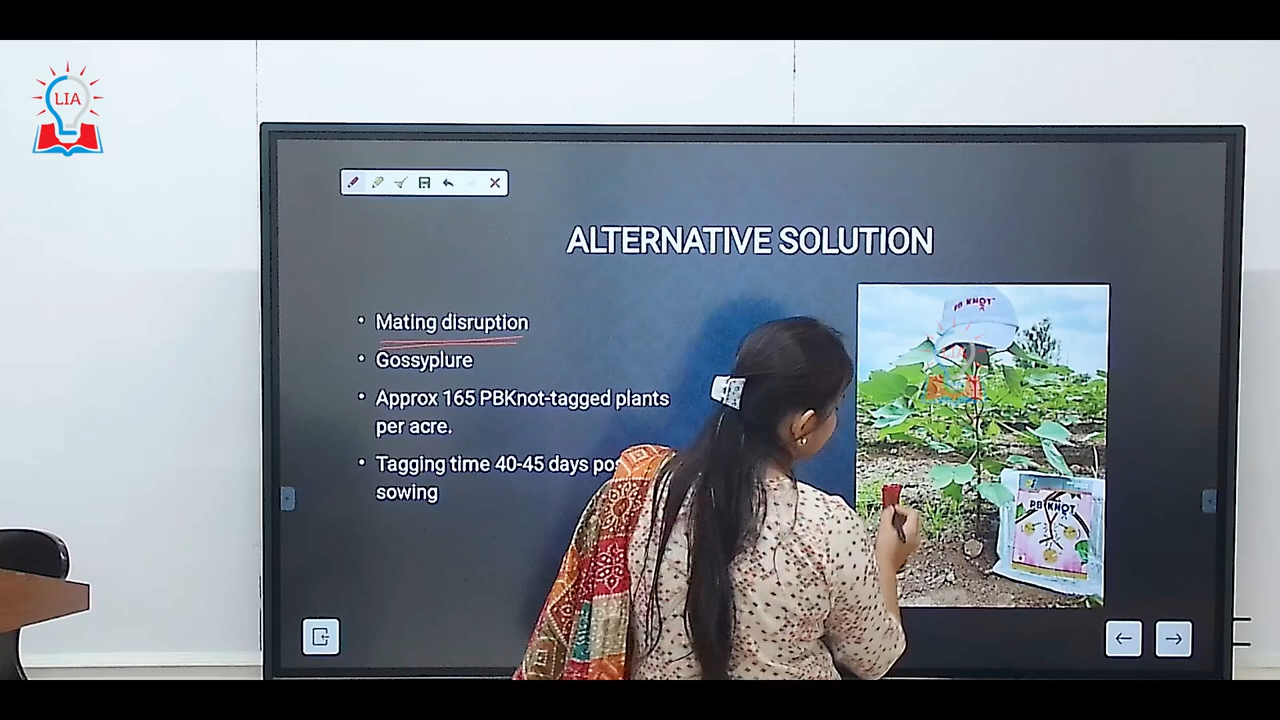 LIA
ALTERNATIVE SOLUTION
• Mating disruption
• Gossyplure
• Approx 165 PBKnot-tagged plants
per acre.
• Tagging time 40-45 days po
sowing
PB KNOT
PB KNOT